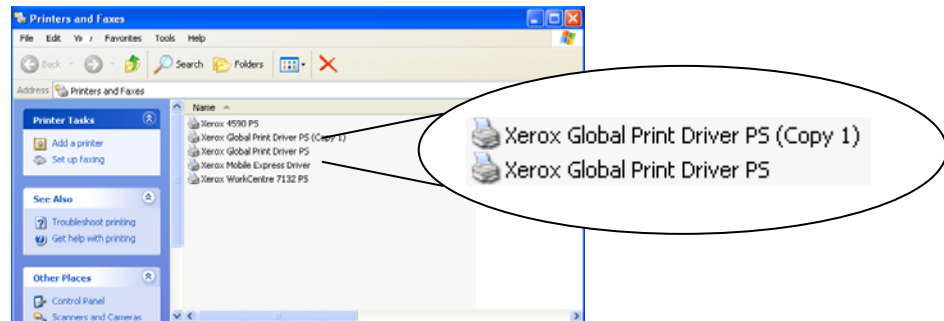 Printers and Faxes
File Edit Favorites Tools Help
Back Search Folders
Address Printers and Faxes
Printer Tasks
Add a printer
Set up faxing
See Also
Troubleshoot printing
Get help with printing
Other Places
Control Panel
Scanners and Cameras
Name
Xerox 4590 PS
Xerox Global Print Driver PS (Copy 1)
Xerox Global Print Driver PS
Xerox Mobile Express Driver
Xerox WorkCentre 7132 PS
Xerox Global Print Driver PS (Copy 1)
Xerox Global Print Driver PS